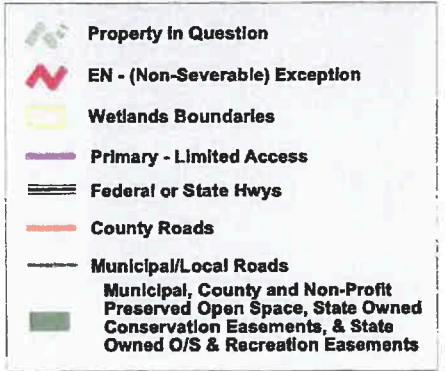 Property In Question
EN - (Non-Severable) Exception
Wetlands Boundaries
Primary - Limited Access
Federal or State Hwys
County Roads
Municipal/Local Roads
Municipal, County and Non-Profit
Preserved Open Space, State Owned
Conservation Easements, & State
Owned O/S & Recreation Easements